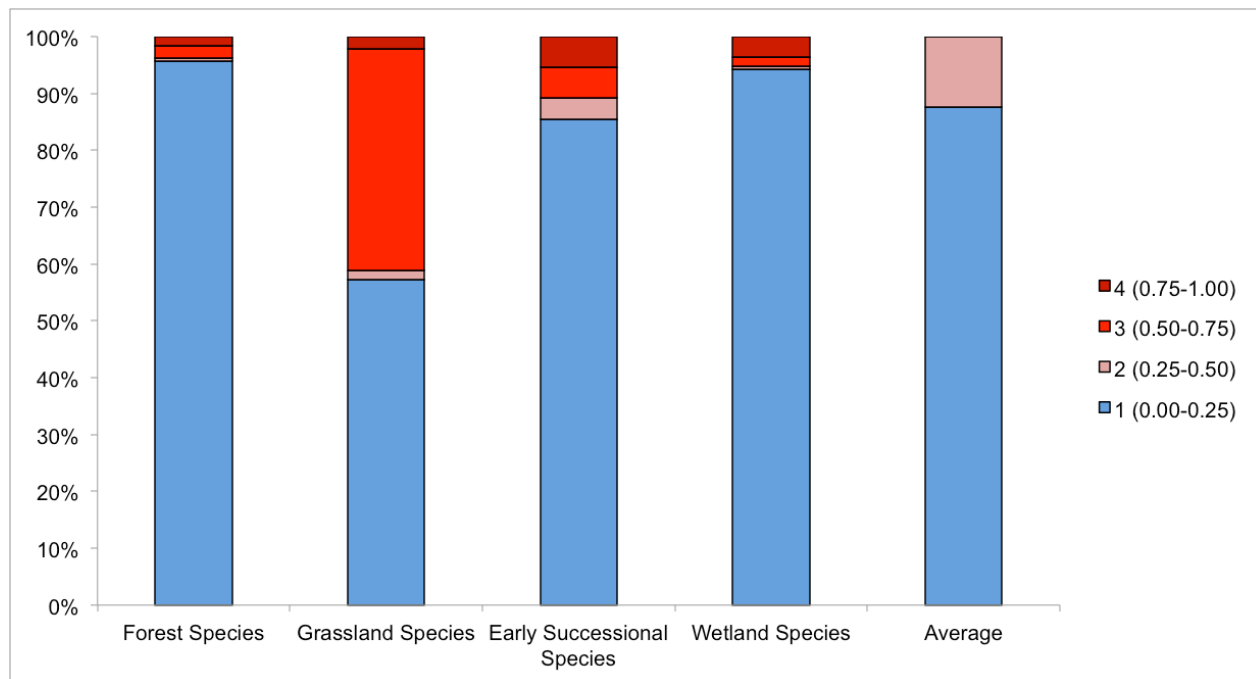 100%
90%
80%
70%
60%
50%
40%
30%
20%
10%
0%
Forest Species
Grassland Species
Early Successional
Species
Wetland Species
Average
4 (0.75-1.00)
3 (0.50-0.75)
2 (0.25-0.50)
1 (0.00-0.25)